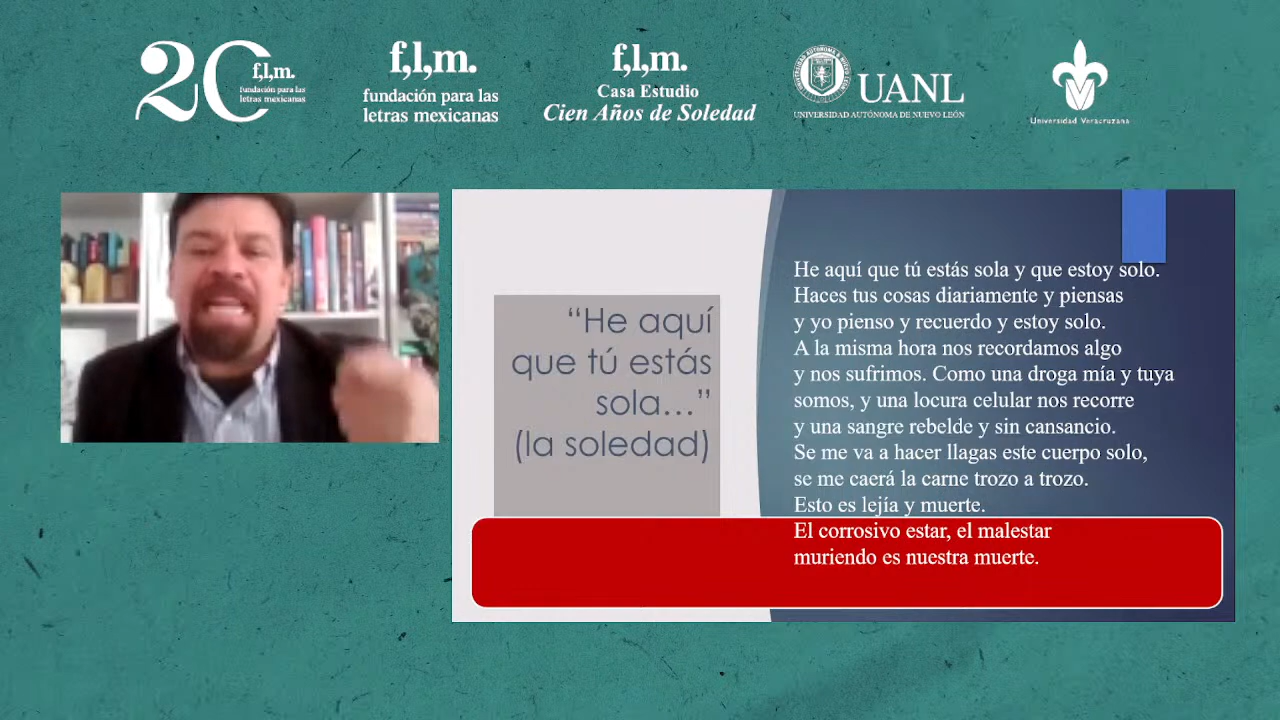 20
f,l,m.
fundación para las
letras mexicanas
f,l,m.
fundación para las
letras mexicanas
f,l,m.
Casa Estudio
Cien Años de Soledad
UANL
UNIVERSIDAD AUTÓNOMA DE NUEVO LEÓN
Universidad Veracruzana
“He aquí
que tú estás
sola…”
(la soledad)
He aquí que tú estás sola y que estoy solo.
Haces tus cosas diariamente y piensas
y yo pienso y recuerdo y estoy solo.
A la misma hora nos recordamos algo
y nos sufrimos. Como una droga mía y tuya
somos, y una locura celular nos recorre
y una sangre rebelde y sin cansancio.
Se me va a hacer llagas este cuerpo solo,
se me caerá la carne trozo a trozo.
Esto es lejía y muerte.
El corrosivo estar, el malestar
muriendo es nuestra muerte.